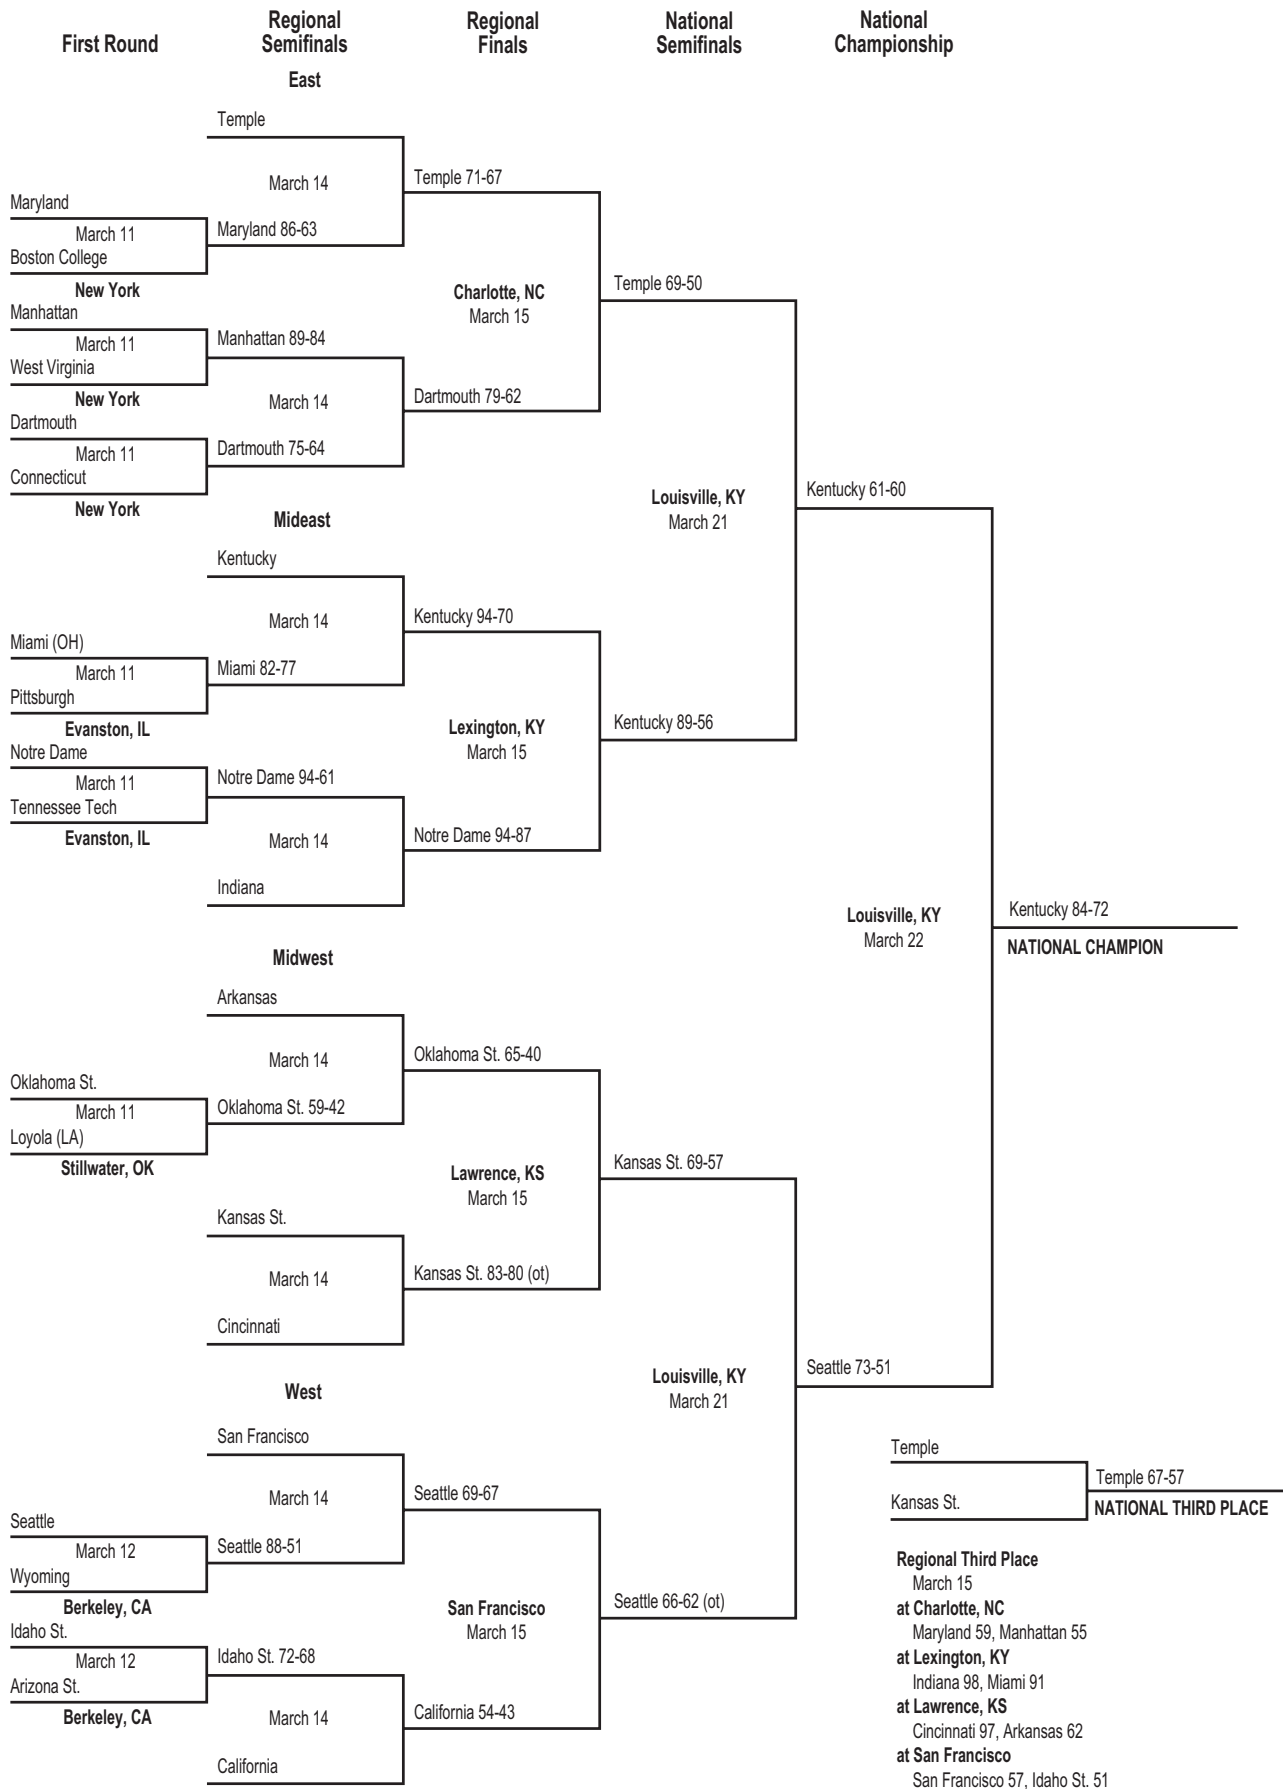 First Round
Regional
Semifinals
Regional
Finals
National
Semifinals
National
Championship
East
Temple
March 14
Temple 71-67
Maryland
March 11
Maryland 86-63
Boston College
New York
Charlotte, NC
March 15
Temple 69-50
Manhattan
March 11
Manhattan 89-84
West Virginia
New York
March 14
Dartmouth 79-62
Dartmouth
March 11
Dartmouth 75-64
Connecticut
New York
Louisville, KY
March 21
Kentucky 61-60
Mideast
Kentucky
March 14
Kentucky 94-70
Miami (OH)
March 11
Miami 82-77
Pittsburgh
Evanston, IL
Lexington, KY
March 15
Kentucky 89-56
Notre Dame
March 11
Notre Dame 94-61
Tennessee Tech
Evanston, IL
March 14
Notre Dame 94-87
Indiana
Louisville, KY
March 22
Kentucky 84-72
NATIONAL CHAMPION
Midwest
Arkansas
March 14
Oklahoma St. 65-40
Oklahoma St.
March 11
Oklahoma St. 59-42
Loyola (LA)
Stillwater, OK
Lawrence, KS
March 15
Kansas St. 69-57
Kansas St.
March 14
Kansas St. 83-80 (ot)
Cincinnati
Louisville, KY
March 21
Seattle 73-51
West
San Francisco
March 14
Seattle 69-67
Seattle
March 12
Seattle 88-51
Wyoming
Berkeley, CA
San Francisco
March 15
Seattle 66-62 (ot)
Idaho St.
March 12
Idaho St. 72-68
Arizona St.
Berkeley, CA
March 14
California 54-43
California
Temple
Temple 67-57
Kansas St.
NATIONAL THIRD PLACE
Regional Third Place
March 15
at Charlotte, NC
Maryland 59, Manhattan 55
at Lexington, KY
Indiana 98, Miami 91
at Lawrence, KS
Cincinnati 97, Arkansas 62
at San Francisco
San Francisco 57, Idaho St. 51